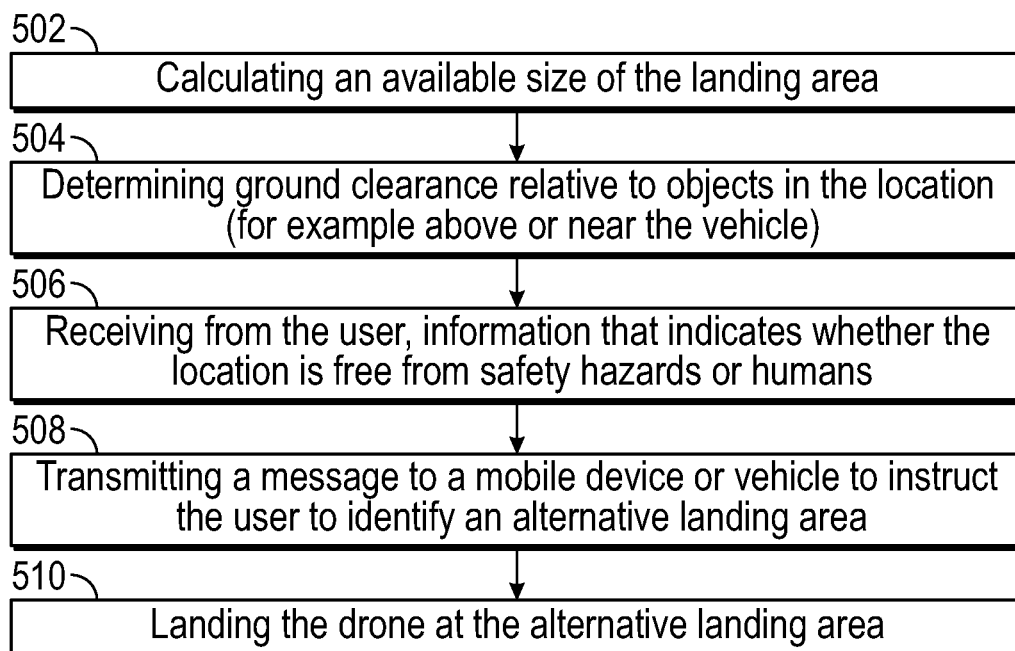 502
Calculating an available size of the landing area
504
Determining ground clearance relative to objects in the location
(for example above or near the vehicle)
506
Receiving from the user, information that indicates whether the
location is free from safety hazards or humans
508
Transmitting a message to a mobile device or vehicle to instruct
the user to identify an alternative landing area
510
Landing the drone at the alternative landing area